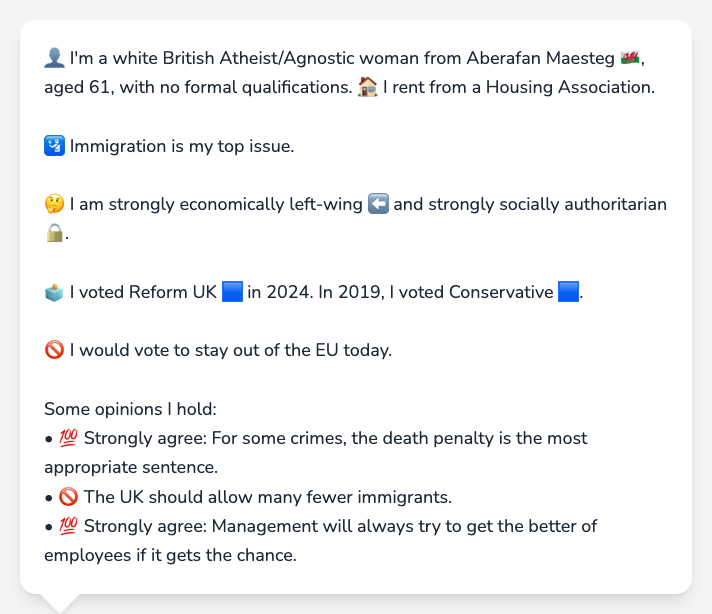 👤 I'm a white British Atheist/Agnostic woman from Aberafan Maesteg 🏴󠁧󠁢󠁷󠁬󠁳󠁿,
aged 61, with no formal qualifications. 🏠 I rent from a Housing Association.
🛂 Immigration is my top issue.
🤔 I am strongly economically left-wing ⬅️ and strongly socially authoritarian
🔒.
🗳️ I voted Reform UK 🟦 in 2024. In 2019, I voted Conservative 🟦.
🚫 I would vote to stay out of the EU today.
Some opinions I hold:
• 💯 Strongly agree: For some crimes, the death penalty is the most
appropriate sentence.
• 🚫 The UK should allow many fewer immigrants.
• 💯 Strongly agree: Management will always try to get the better of
employees if it gets the chance.